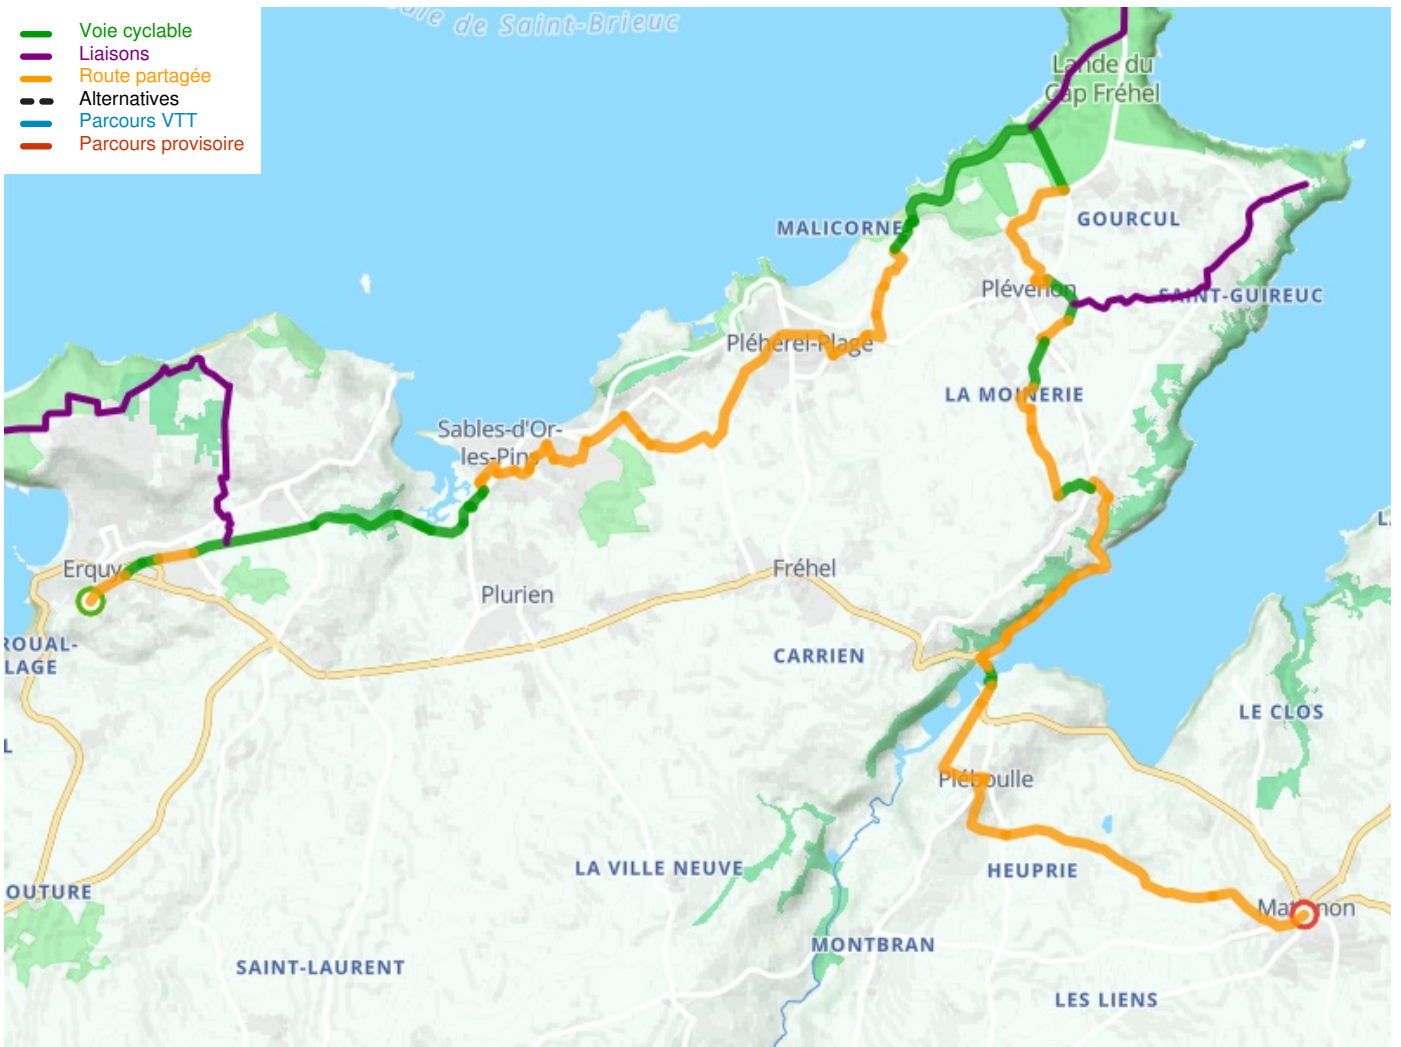 Voie cyclable
Liaisons
Route partagée
Alternatives
Parcours VTT
Parcours provisoire
de Saint-Brieuc
Lande du
Cap Fréhel
MALICORNE
GOURCUL
Plévenon
SAINT-GUIREUC
Pléhérel-Plage
LA MOINERIE
Sables-d'Or-
les-Pins
Erquy
Fréhel
Plurien
CARRIEN
LE CLOS
Pléboulle
LA VILLE NEUVE
HEUPRIE
OUTURE
Matignon
MONTBRAN
SAINT-LAURENT
LES LIENS